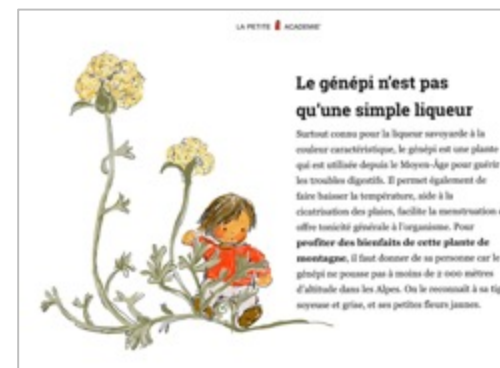 LA PETITE ACADEMIE
Le génépi n'est pas
qu'une simple liqueur
Surtout connu pour la liqueur savoyarde à la
couleur caractéristique, le génépi est une plante
qui est utilisée depuis le Moyen-Âge pour guérir
les troubles digestifs. Il permet également de
faire baisser la température, aide à la
cicatrisation des plaies, facilite la menstruation
offre tonicité générale à l'organisme. Pour
profiter des bienfaits de cette plante de
montagne, il faut donner de sa personne car le
génépi ne pousse pas à moins de 2 000 mètres
d'altitude dans les Alpes. On le reconnaît à sa
soyeuse et grise, et ses petites fleurs jaunes.